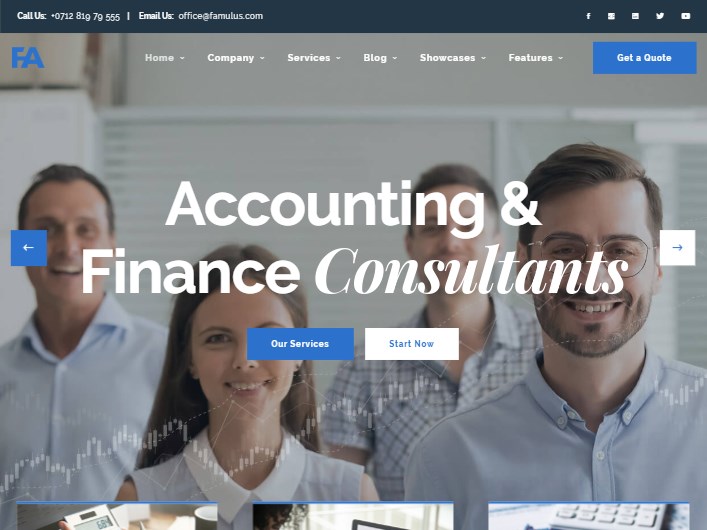 Call Us: +0712 819 79 555 | Email Us: office@famulus.com
FA
Home Company Services Blog Showcases Features
Get a Quote
Accounting &
Finance Consultants
Our Services Start Now